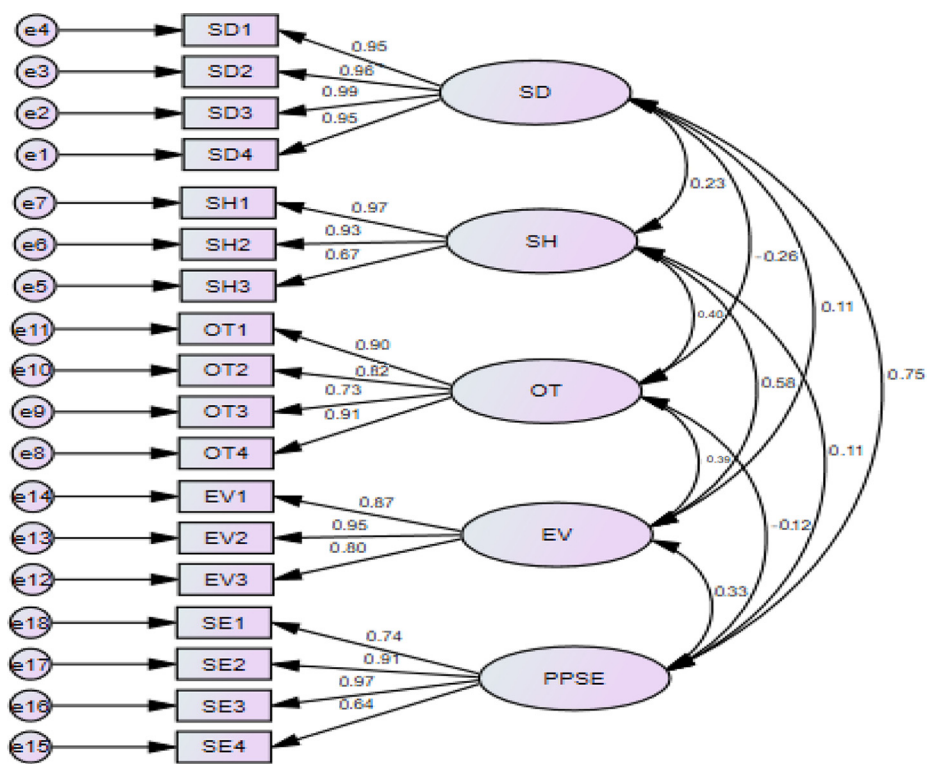 e4 SD1 0.95
e3 SD2 0.96 SD
e2 SD3 0.99
e1 SD4 0.95
e7 SH1 0.97 0.23
e6 SH2 0.93 SH
e5 SH3 0.67 -0.26
e11 OT1 0.90 0.40 0.11
e10 OT2 0.82
e9 OT3 0.73 OT 0.58 0.75
e8 OT4 0.91 0.39 0.11
e14 EV1 0.87
e13 EV2 0.95 EV -0.12
e12 EV3 0.80 0.33
e18 SE1 0.74
e17 SE2 0.91 PPSE
e16 SE3 0.97
e15 SE4 0.64